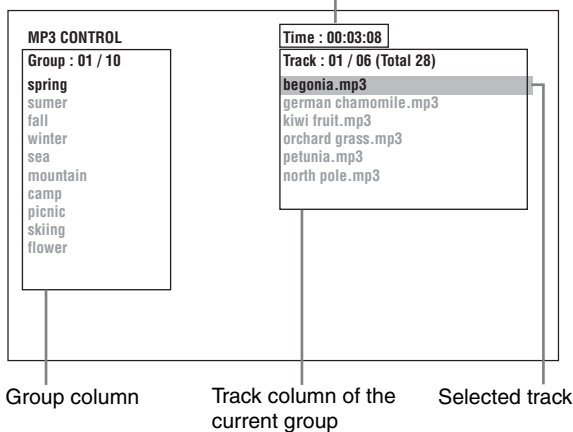 MP3 CONTROL
Group : 01 / 10
spring
sumer
fall
winter
sea
mountain
camp
picnic
skiing
flower
Time : 00:03:08
Track : 01 / 06 (Total 28)
begonia.mp3
german chamomile.mp3
kiwi fruit.mp3
orchard grass.mp3
petunia.mp3
north pole.mp3
Group column
Track column of the
current group
Selected track